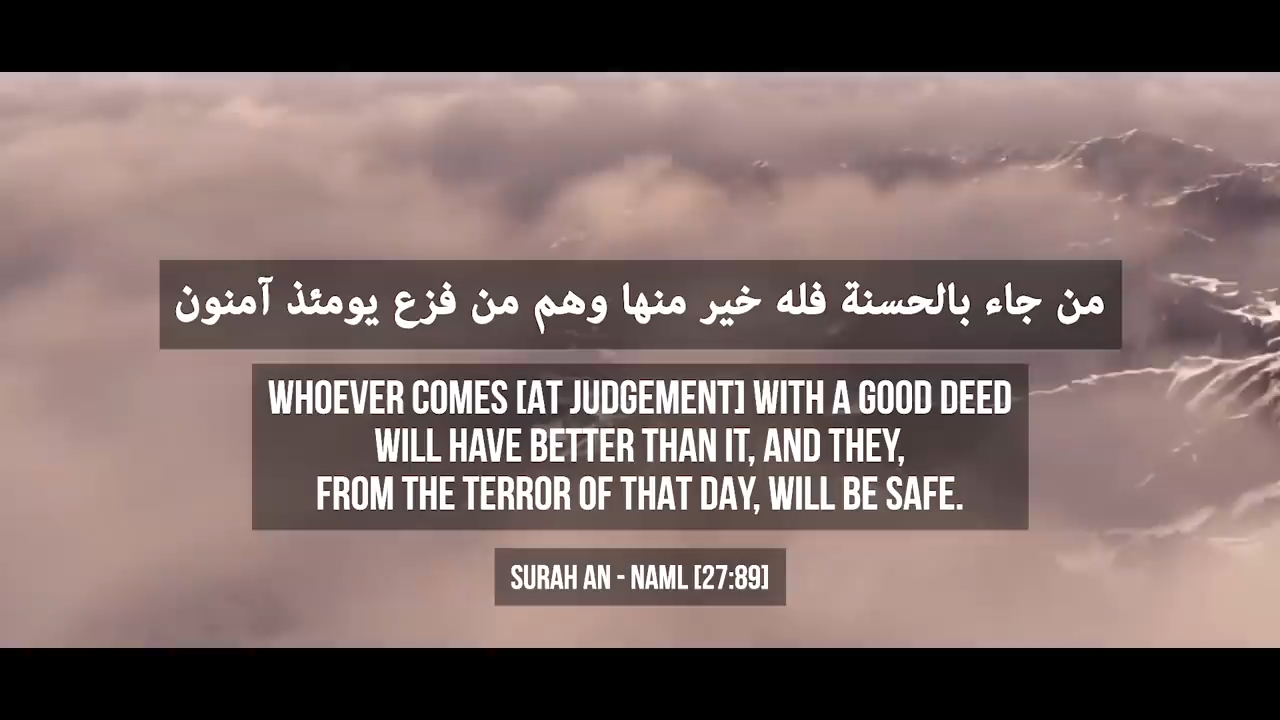 من جاء بالحسنة فله خير منها وهم من فزع يومئذ آمنون
WHOEVER COMES [AT JUDGEMENT] WITH A GOOD DEED
WILL HAVE BETTER THAN IT, AND THEY,
FROM THE TERROR OF THAT DAY, WILL BE SAFE.
SURAH AN - NAML [27:89]